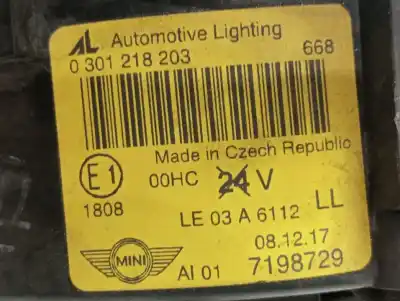 AL Automotive Lighting
0 301 218 203 668
Made in Czech Republic
E1 00HC 24 V
1808 LE 03 A 6112 LL
08.12.17
MINI AI 01 7198729